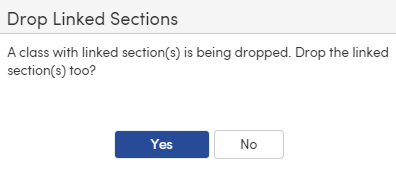 Drop Linked Sections
A class with linked section(s) is being dropped. Drop the linked
section(s) too?
Yes
No